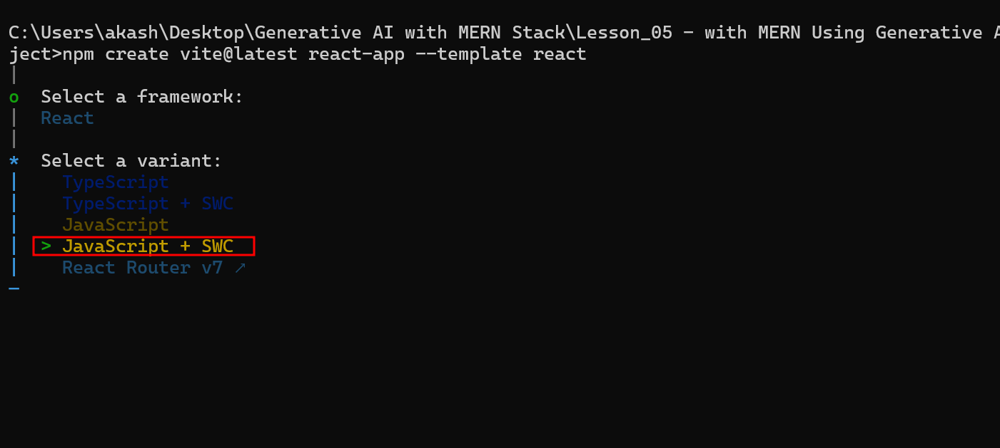 C:\Users\akash\Desktop\Generative AI with MERN Stack\Lesson_05 - with MERN Using Generative
ject>npm create vite@latest react-app --template react
o  Select a framework:
React
*  Select a variant:
TypeScript
TypeScript + SWC
JavaScript
> JavaScript + SWC
React Router v7 ↗